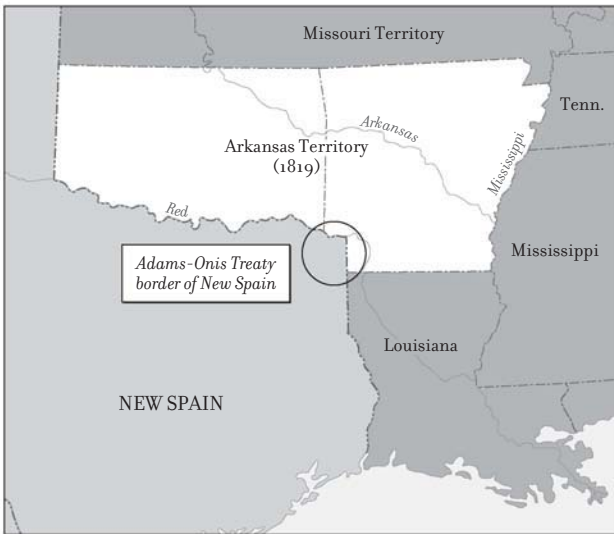 Missouri Territory
Tenn.
Arkansas
Arkansas Territory
(1819)
Mississippi
Red
Adams-Onis Treaty
border of New Spain
Mississippi
Louisiana
NEW SPAIN